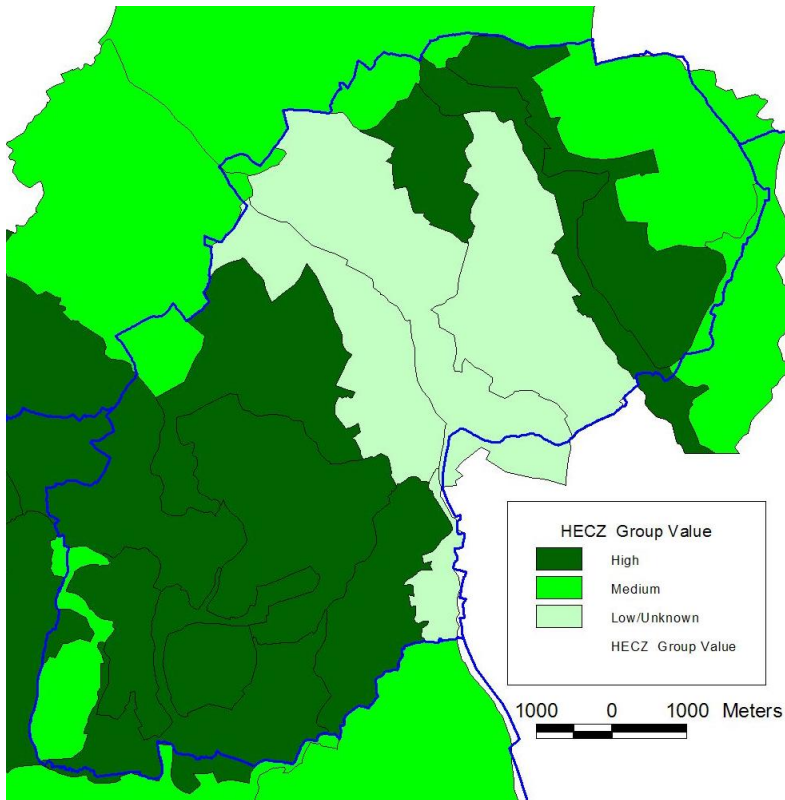 HECZ Group Value
High
Medium
Low/Unknown
HECZ Group Value
1000 0 1000 Meters